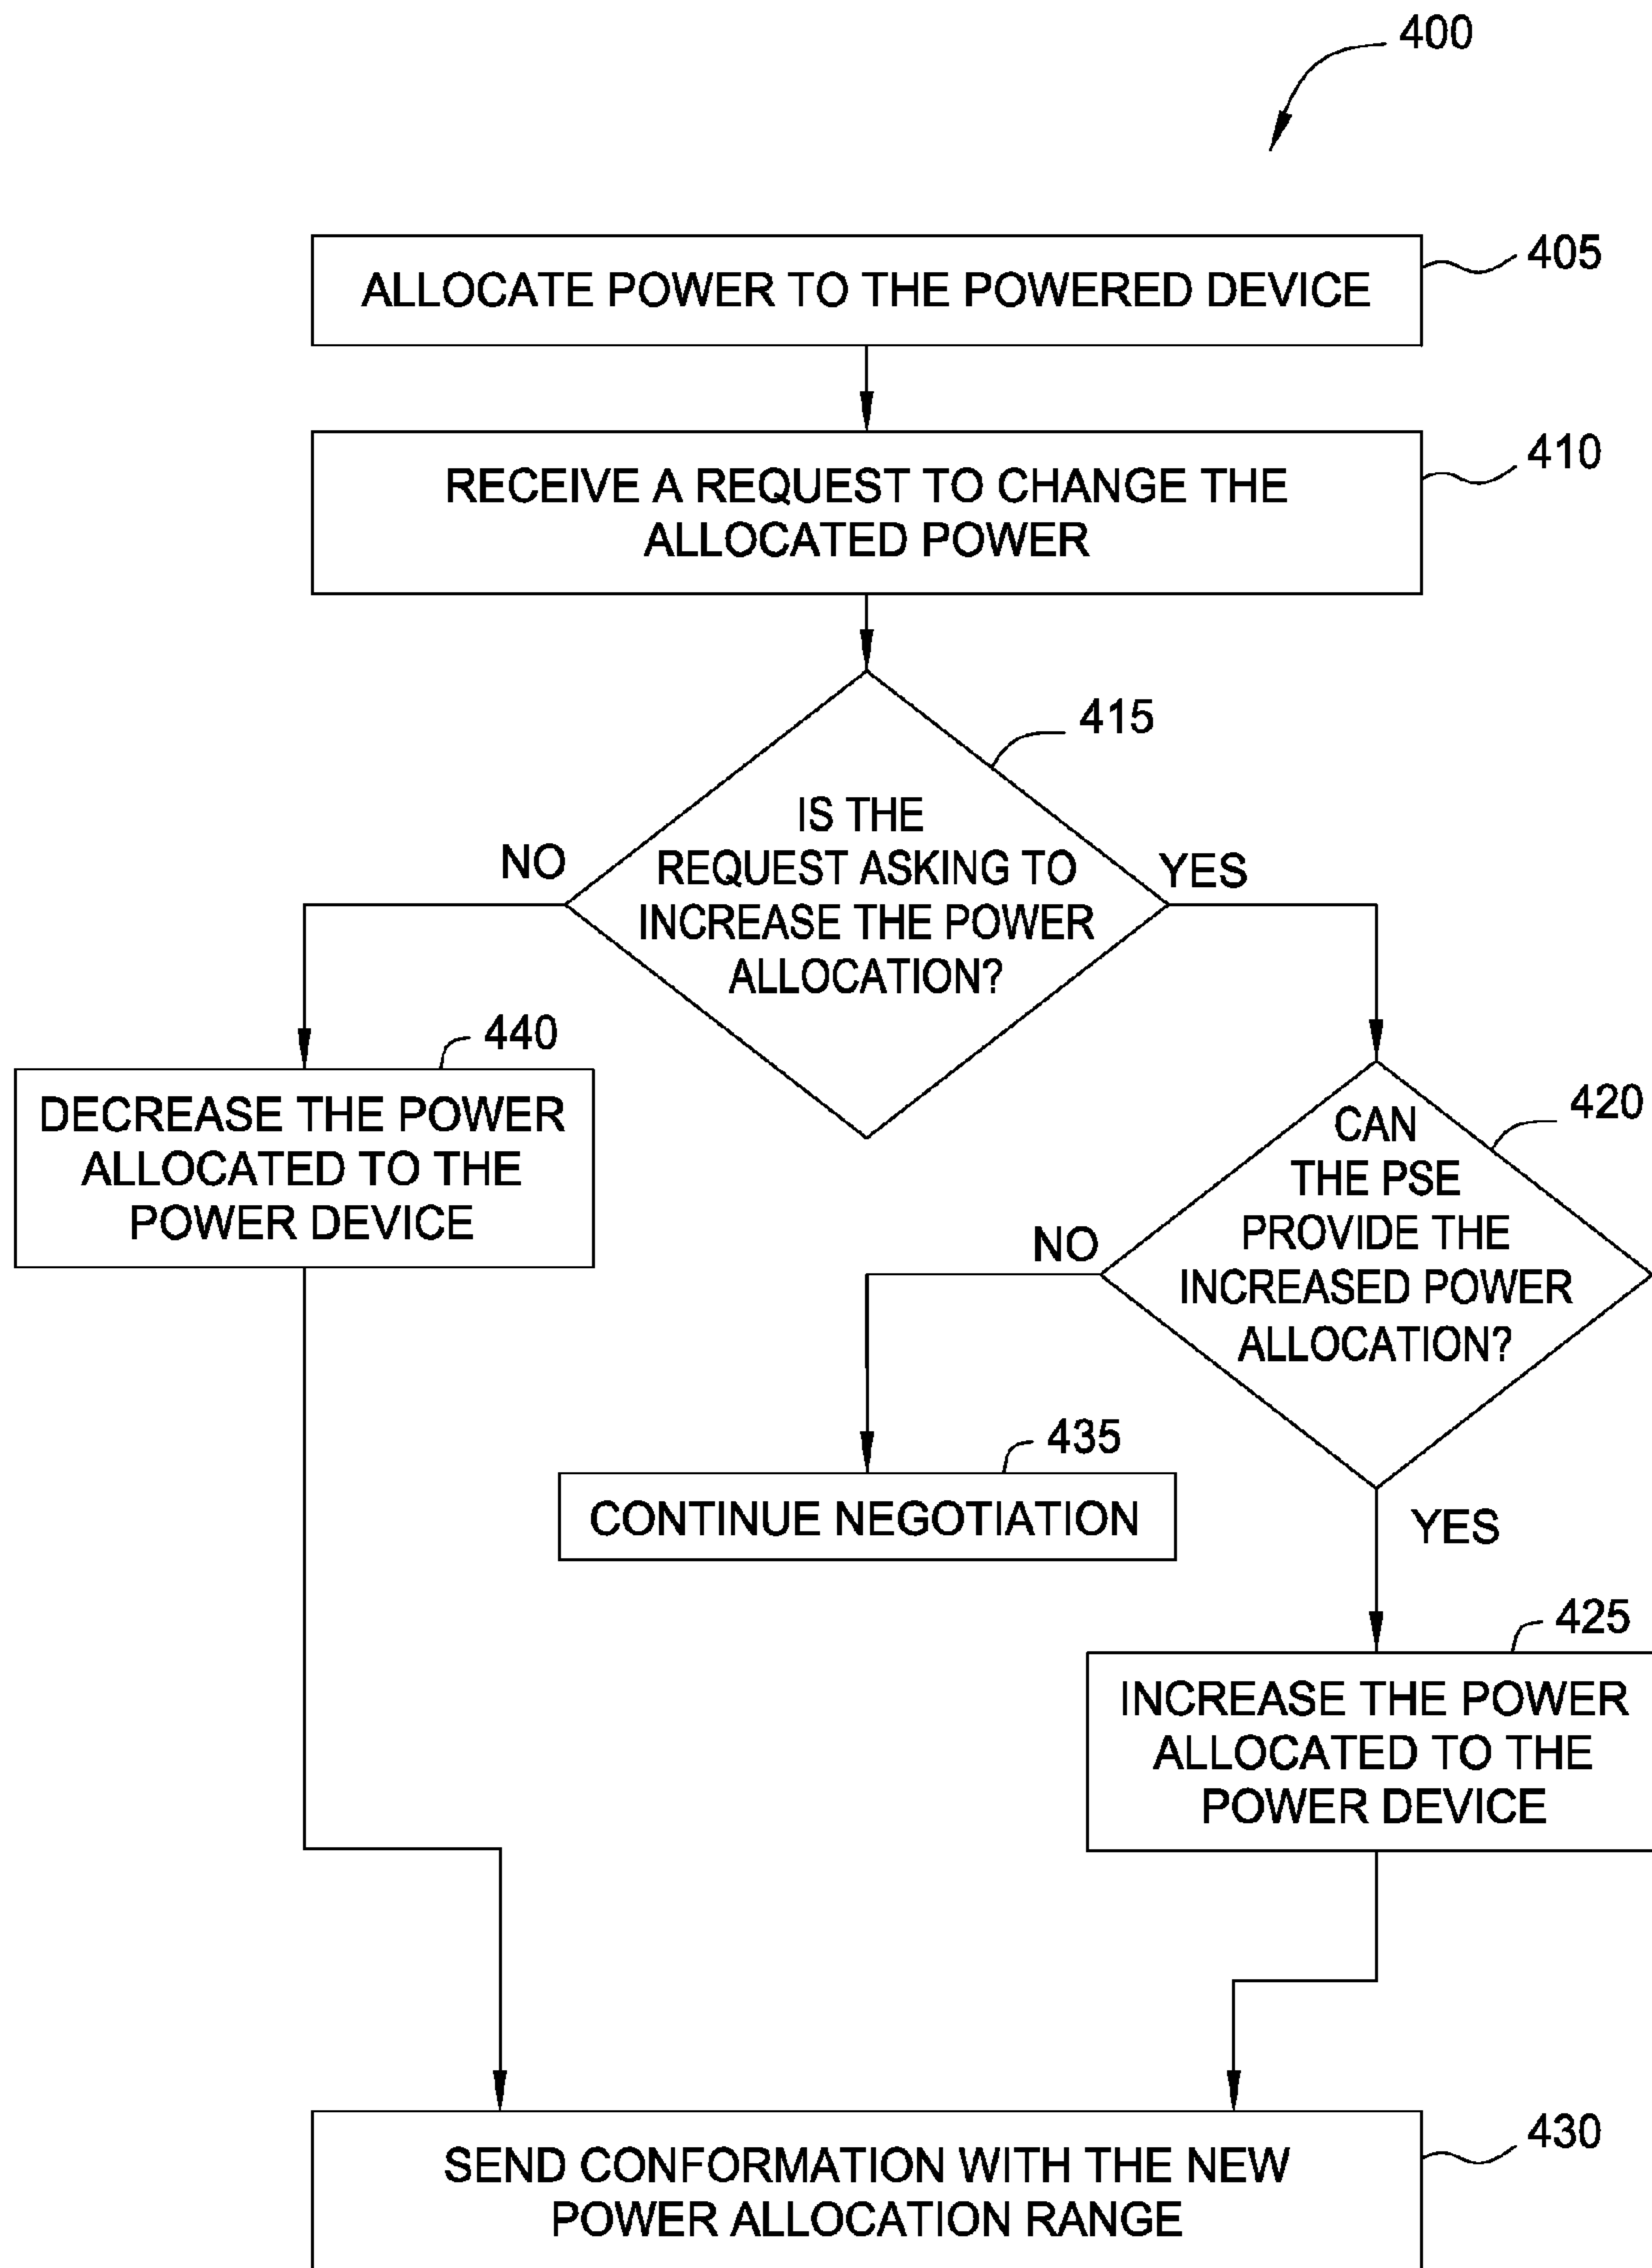 400
ALLOCATE POWER TO THE POWERED DEVICE
405
RECEIVE A REQUEST TO CHANGE THE
ALLOCATED POWER
410
415
IS THE
REQUEST ASKING TO
INCREASE THE POWER
ALLOCATION?
NO
YES
440
DECREASE THE POWER
ALLOCATED TO THE
POWER DEVICE
420
CAN
THE PSE
PROVIDE THE
INCREASED POWER
ALLOCATION?
NO
YES
435
CONTINUE NEGOTIATION
425
INCREASE THE POWER
ALLOCATED TO THE
POWER DEVICE
SEND CONFORMATION WITH THE NEW
POWER ALLOCATION RANGE
430